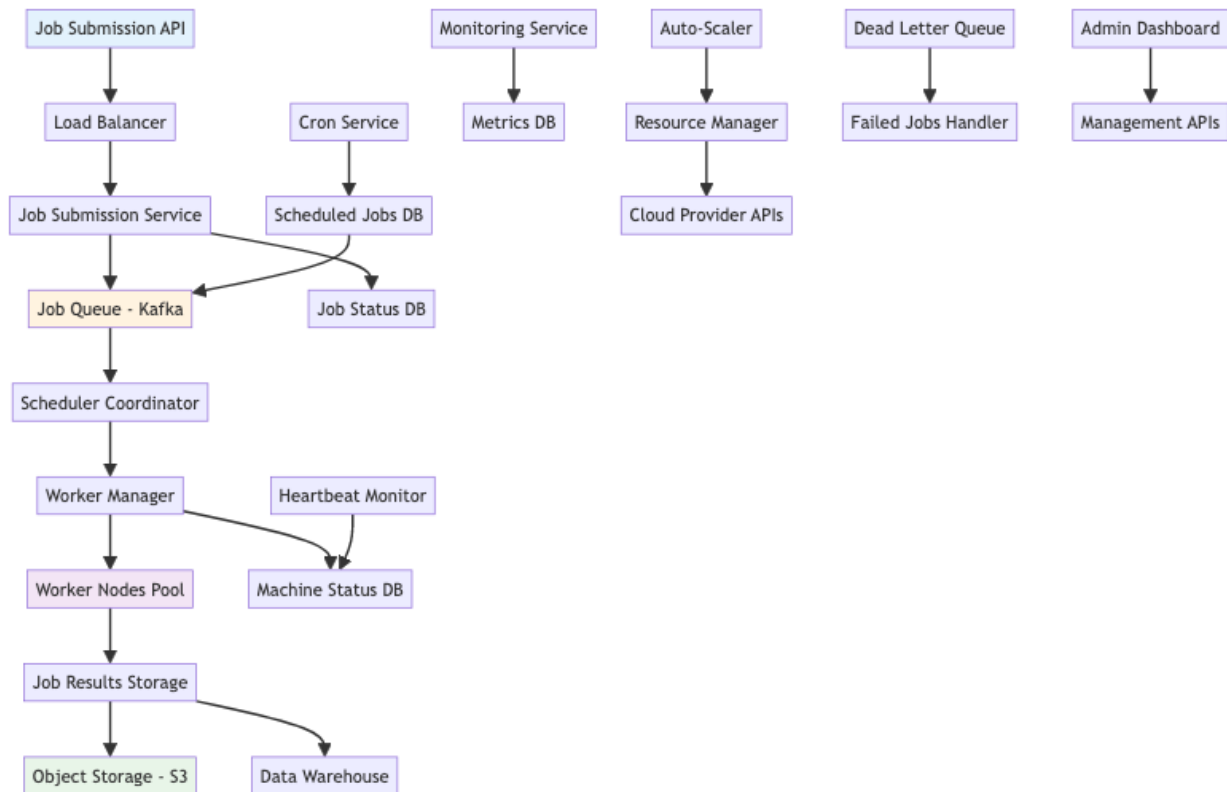 Job Submission API
Monitoring Service
Auto-Scaler
Dead Letter Queue
Admin Dashboard
Load Balancer
Cron Service
Metrics DB
Resource Manager
Failed Jobs Handler
Management APIs
Job Submission Service
Scheduled Jobs DB
Cloud Provider APIs
Job Queue - Kafka
Job Status DB
Scheduler Coordinator
Worker Manager
Heartbeat Monitor
Worker Nodes Pool
Machine Status DB
Job Results Storage
Object Storage - S3
Data Warehouse